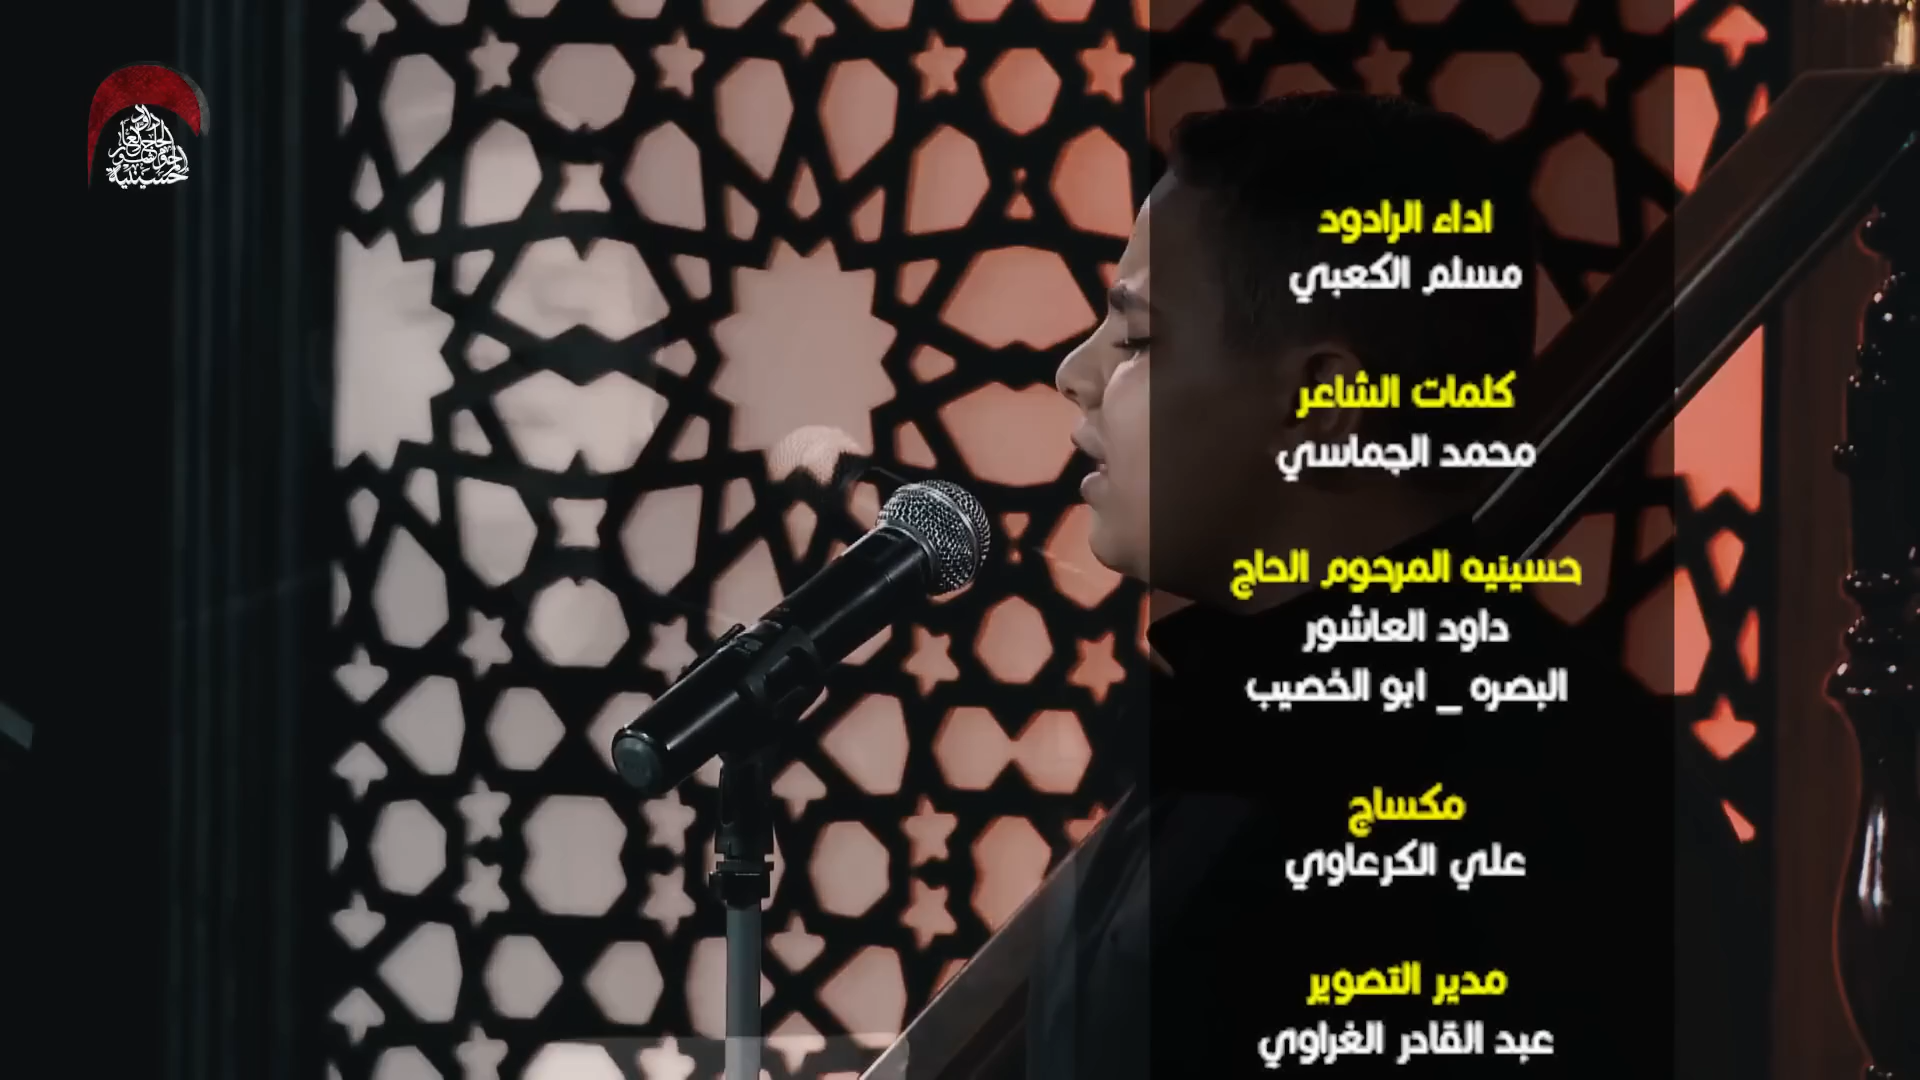 اداء الرادود
مسلم الكعبي
كلمات الشاعر
محمد الجماسي
حسينيه المرحوم الحاج
داود العاشور
البصره _ ابو الخصيب
مكساج
علي الكرعاوي
مدير التصوير
عبد القادر الغراوي